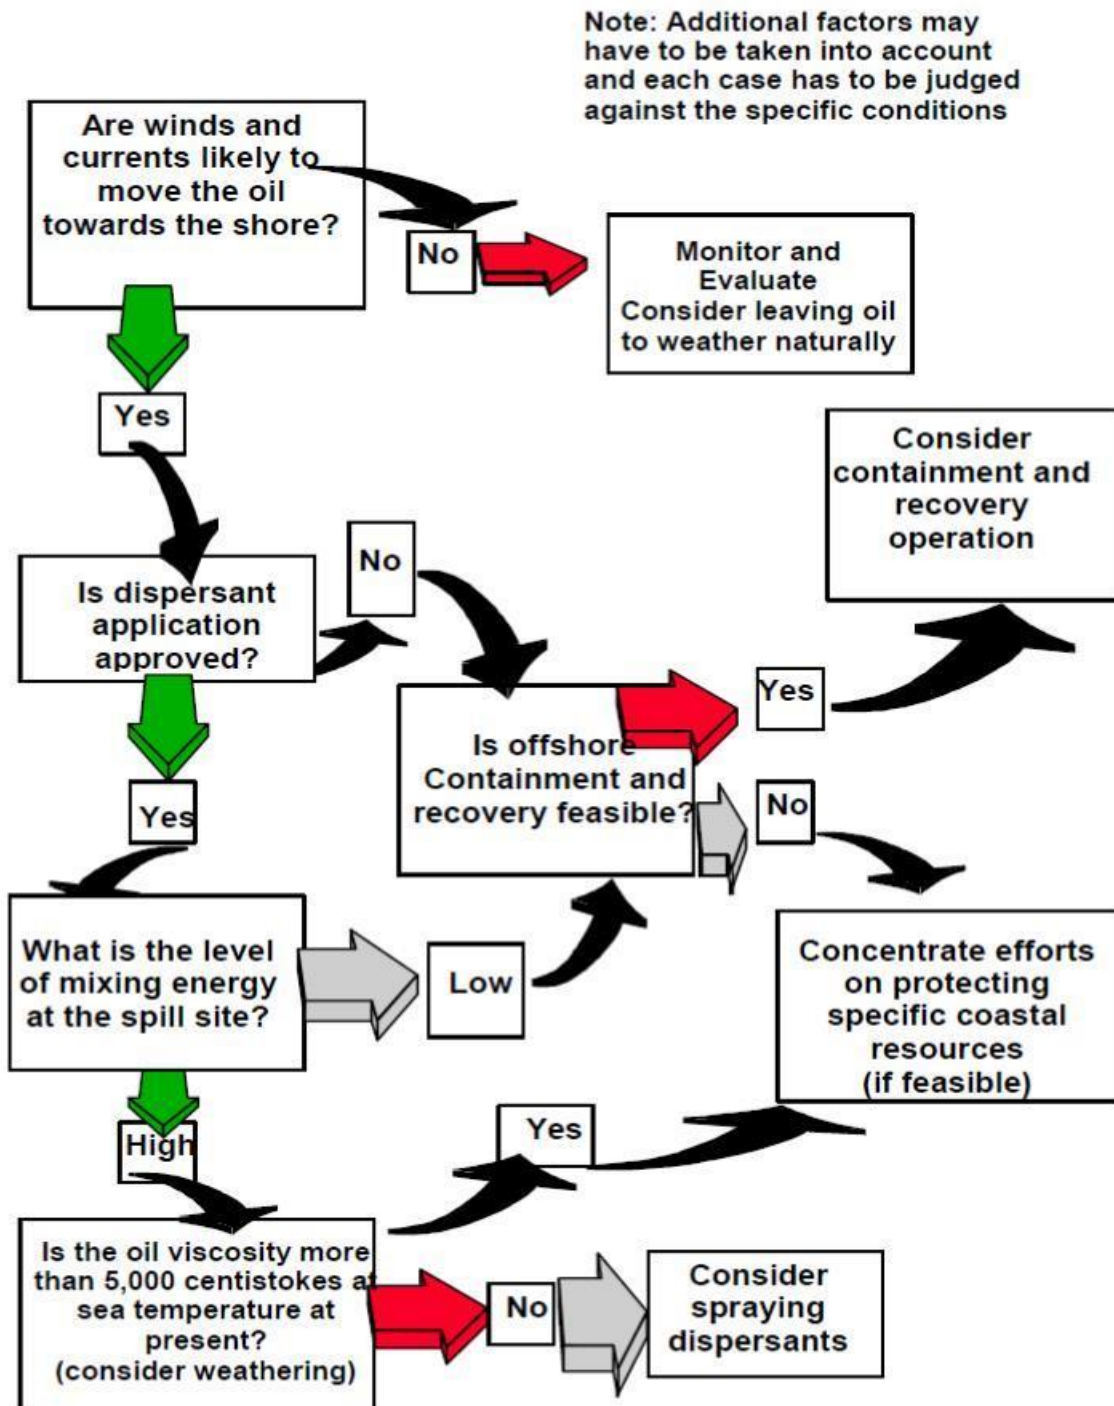 Note: Additional factors may
have to be taken into account
and each case has to be judged
against the specific conditions
Are winds and
currents likely to
move the oil
towards the shore?
No
Monitor and
Evaluate
Consider leaving oil
to weather naturally
Yes
Consider
containment and
recovery
operation
Is dispersant
application
approved?
No
Is offshore
Containment and
recovery feasible?
Yes
No
Yes
What is the level
of mixing energy
at the spill site?
Low
Concentrate efforts
on protecting
specific coastal
resources
(if feasible)
High
Yes
Is the oil viscosity more
than 5,000 centistokes at
sea temperature at
present?
(consider weathering)
No
Consider
spraying
dispersants